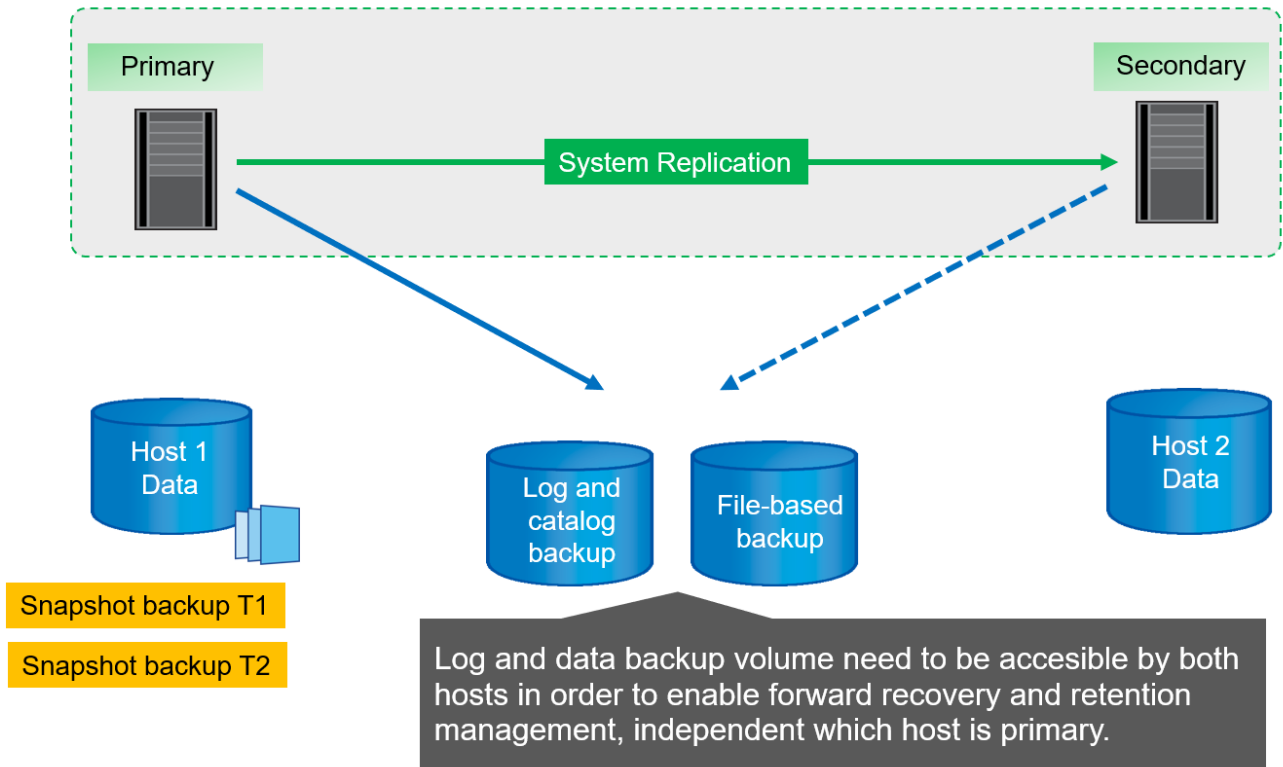 Primary
Secondary
System Replication
Host 1
Data
Log and
catalog
backup
File-based
backup
Host 2
Data
Snapshot backup T1
Snapshot backup T2
Log and data backup volume need to be accesible by both
hosts in order to enable forward recovery and retention
management, independent which host is primary.